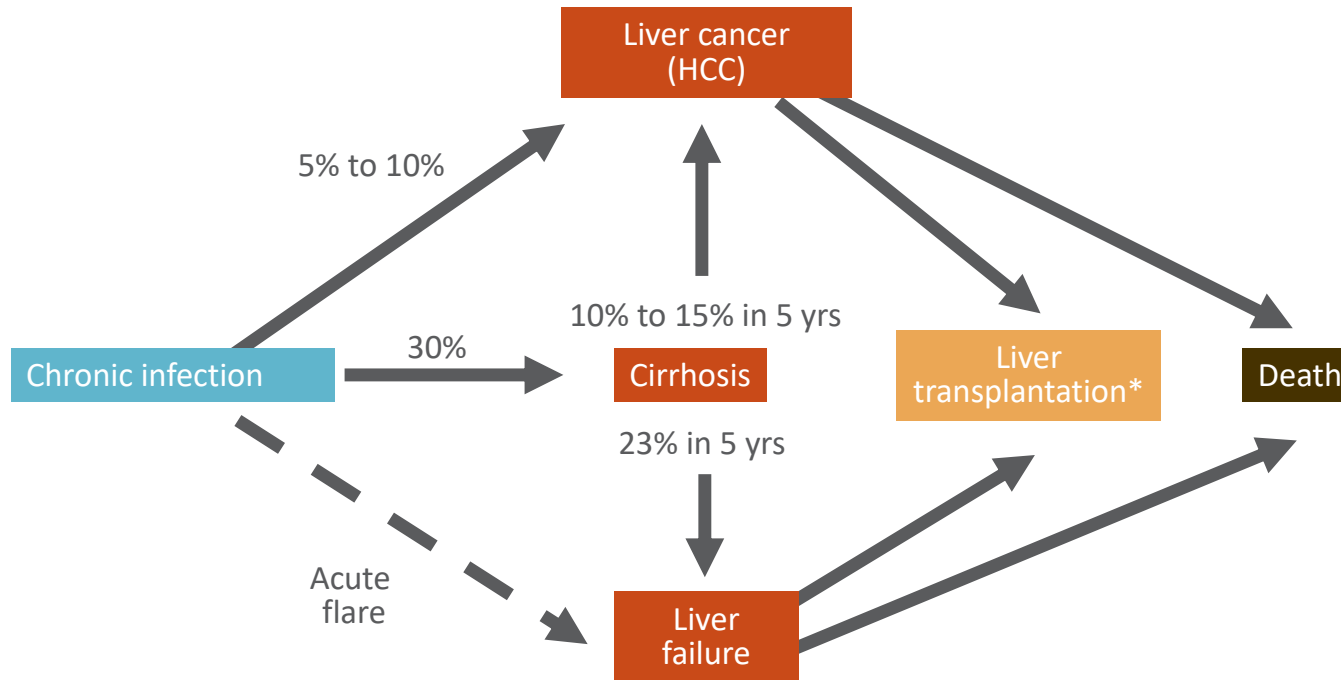 Liver cancer
(HCC)
5% to 10%
10% to 15% in 5 yrs
30%
Chronic infection
Cirrhosis
Liver
transplantation*
Death
23% in 5 yrs
Acute
flare
Liver
failure